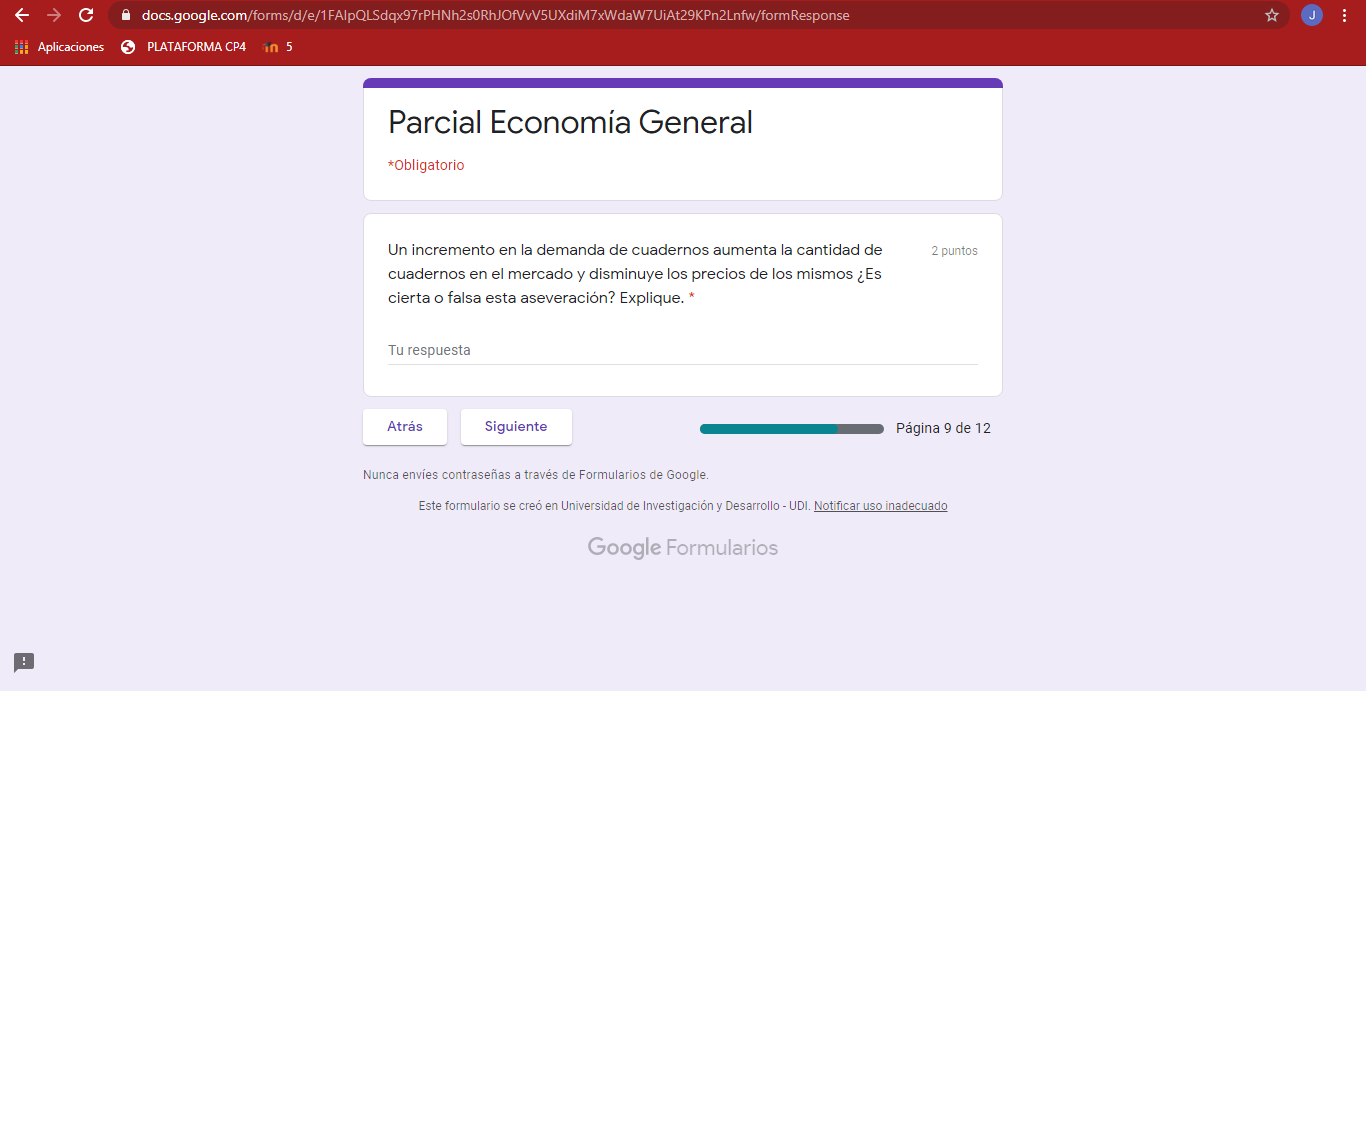 docs.google.com/forms/d/e/1FAIpQLSdqx97rPHNh2s0RhJOfVvV5UXdiM7xWdaW7UiAt29KPn2Lnfw/formResponse
J
Aplicaciones
PLATAFORMA CP4
5
Parcial Economía General
*Obligatorio
Un incremento en la demanda de cuadernos aumenta la cantidad de
2 puntos
cuadernos en el mercado y disminuye los precios de los mismos ¿Es
cierta o falsa esta aseveración? Explique. *
Tu respuesta
Atrás
Siguiente
Página 9 de 12
Nunca envíes contraseñas a través de Formularios de Google.
Este formulario se creó en Universidad de Investigación y Desarrollo - UDI. Notificar uso inadecuado
Google Formularios